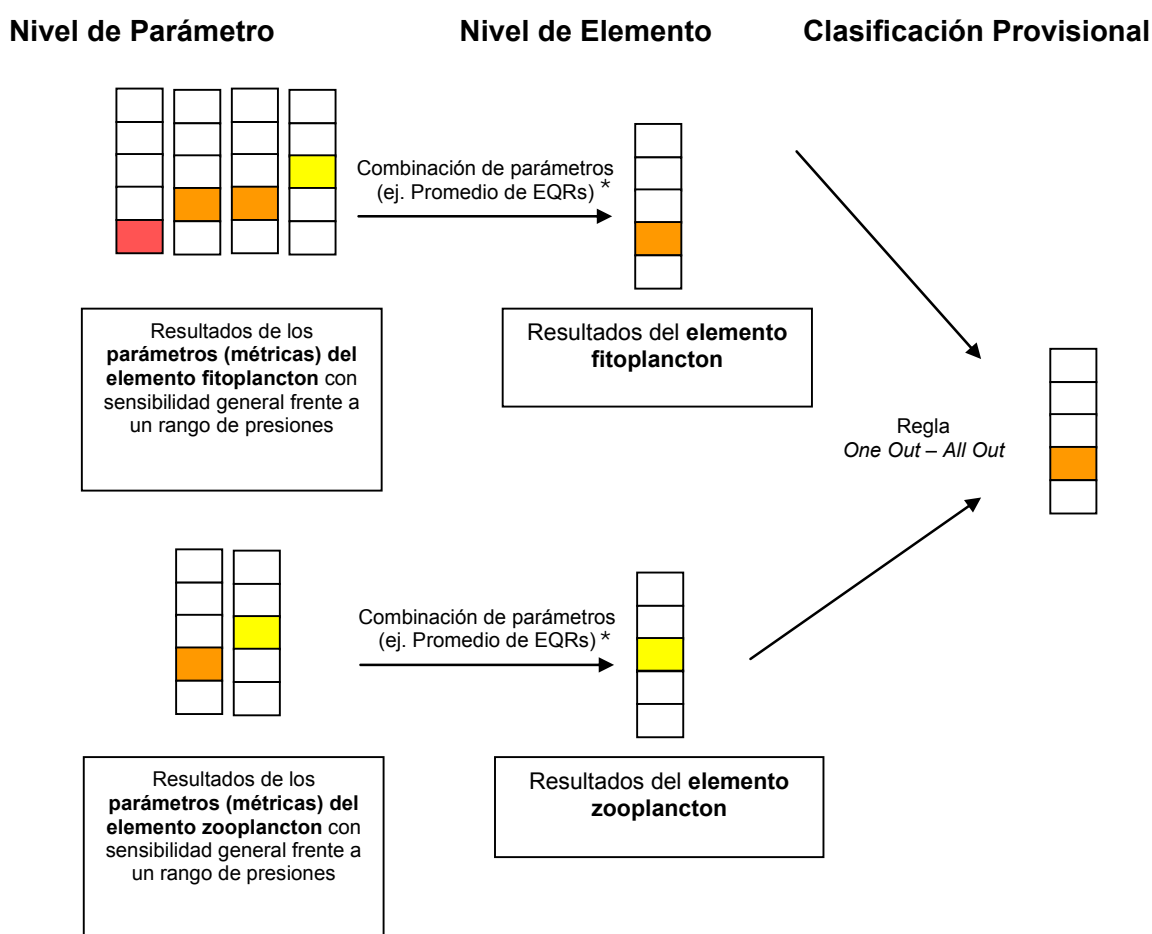 Nivel de Parámetro
Nivel de Elemento
Clasificación Provisional
Combinación de parámetros
(ej. Promedio de EQRs) *
Resultados de los
parámetros (métricas) del
elemento fitoplancton con
sensibilidad general frente a
un rango de presiones
Resultados del elemento
fitoplancton
Regla
One Out – All Out
Combinación de parámetros
(ej. Promedio de EQRs) *
Resultados de los
parámetros (métricas) del
elemento zooplancton con
sensibilidad general frente a
un rango de presiones
Resultados del elemento
zooplancton